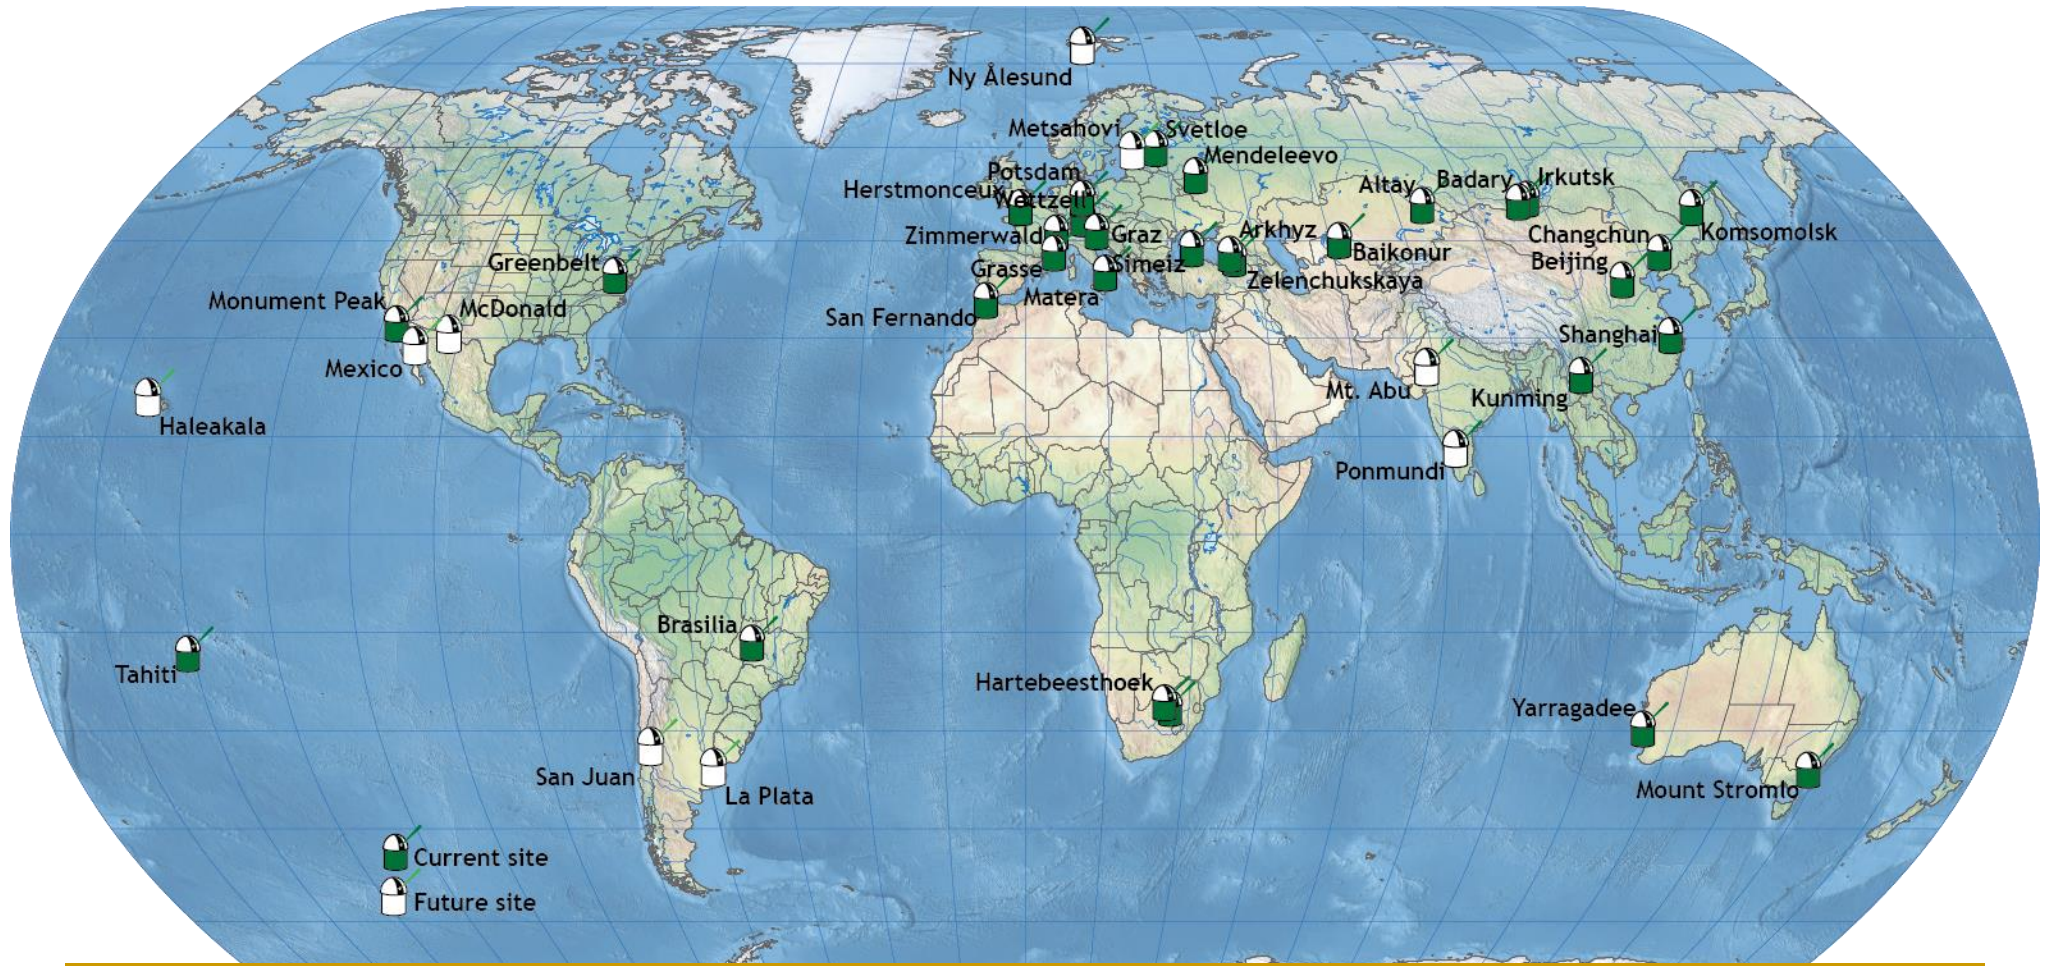 Ny Ålesund
Metsahovi
Svetloe
Mendeleevo
Potsdam
Herstmonceux
Wettzell
Altay
Badary
Irkutsk
Zimmerwald
Graz
Arkhyz
Changchun
Komsomolsk
Greenbelt
Grasse
Simeiz
Baikonur
Beijing
Zelenchukskaya
Monument Peak
McDonald
Matera
San Fernando
Shanghai
Mexico
Mt. Abu
Kunming
Haleakala
Ponmundi
Brasilia
Tahiti
Hartebeesthoek
Yarragadee
San Juan
La Plata
Mount Stromlo
Current site
Future site